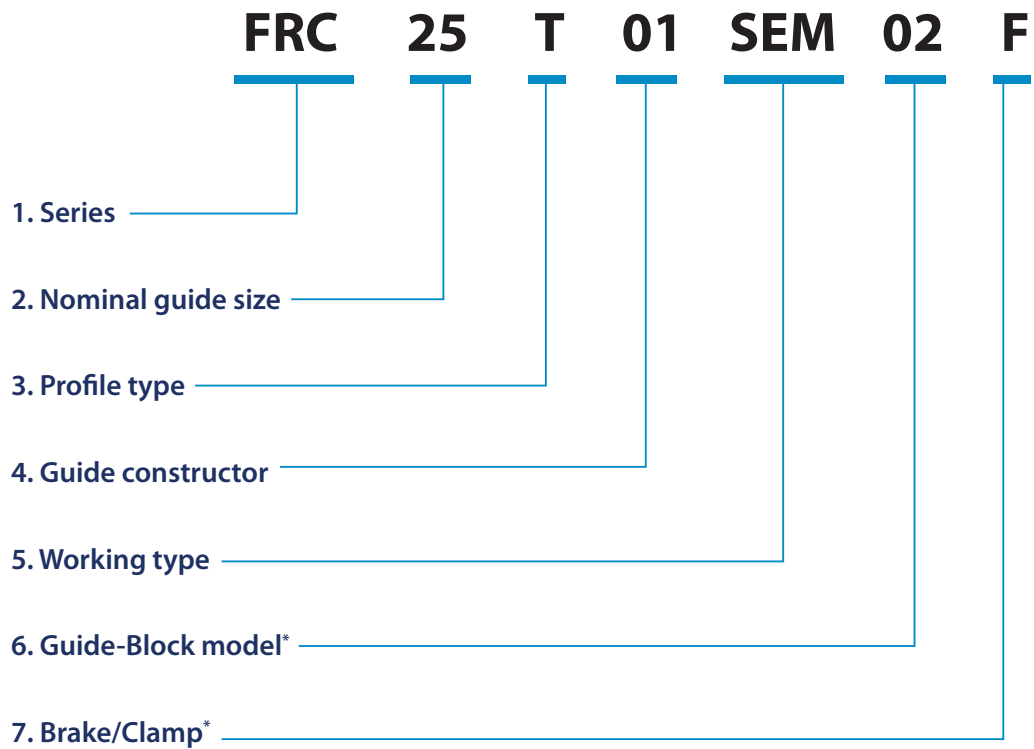 FRC 25 T 01 SEM 02 F
1. Series
2. Nominal guide size
3. Profile type
4. Guide constructor
5. Working type
6. Guide-Block model*
7. Brake/Clamp*